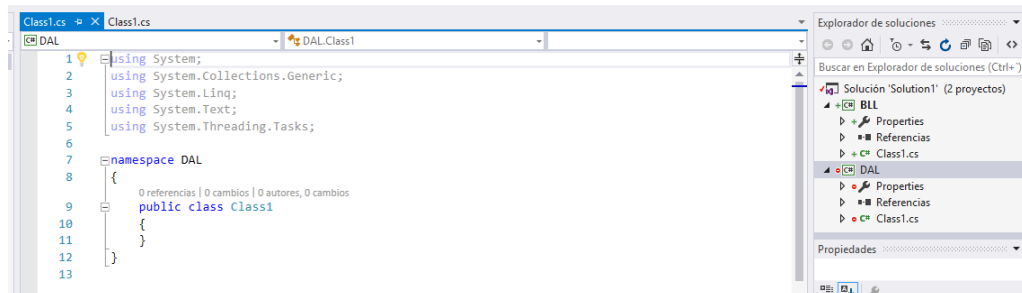 Class1.cs Class1.cs
DAL DAL.Class1
1 using System;
2 using System.Collections.Generic;
3 using System.Linq;
4 using System.Text;
5 using System.Threading.Tasks;
6
7 namespace DAL
8 {
0 referencias | 0 cambios | 0 autores, 0 cambios
9 public class Class1
10 {
11 }
12 }
13
Explorador de soluciones
Buscar en Explorador de soluciones (Ctrl+`)
Solución 'Solution1' (2 proyectos)
C# BLL
Properties
Referencias
C# Class1.cs
C# DAL
Properties
Referencias
C# Class1.cs
Propiedades